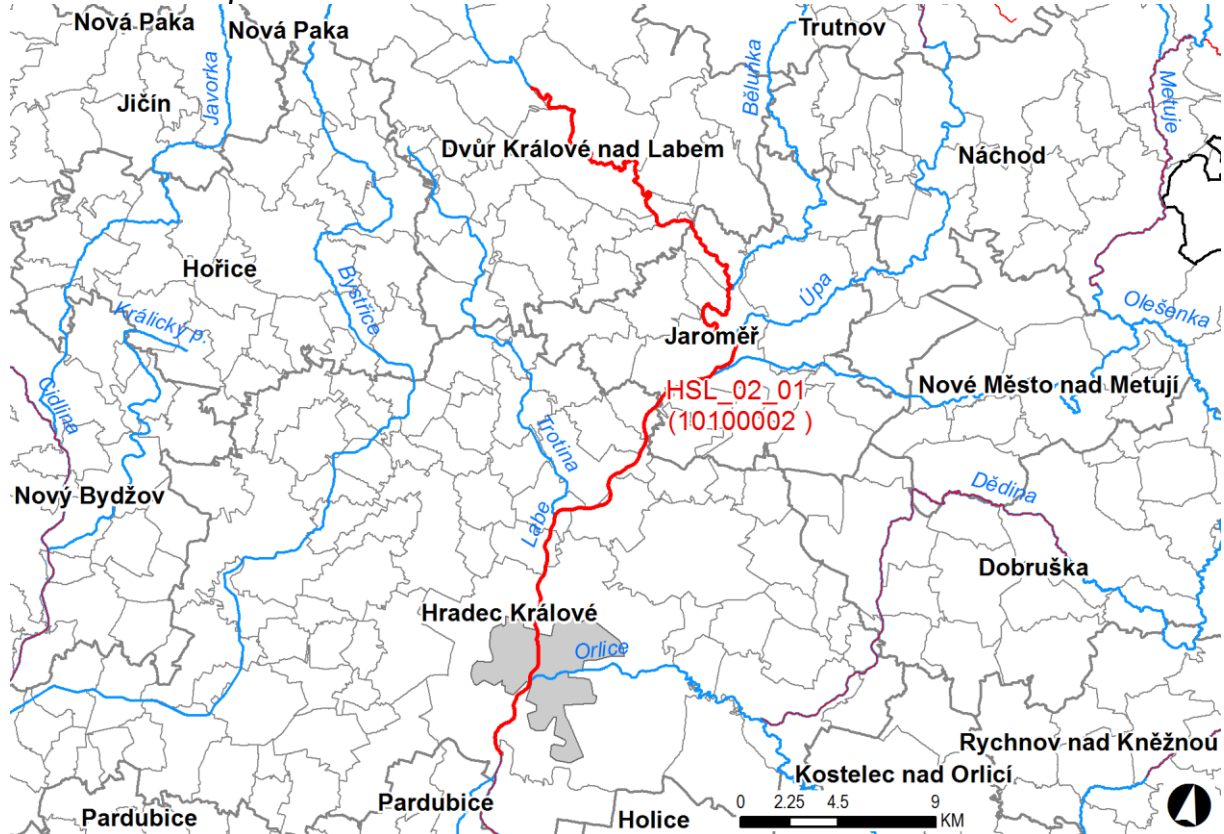 Nová Paka
Nová Paka
Trutnov
Javorka
Běluňka
Metuje
Jičín
Dvůr Králové nad Labem
Náchod
Hořice
Bystřice
Úpa
Olešenka
Králický p.
Jaroměř
Cidlina
HSL_02_01
(10100002 )
Nové Město nad Metují
Trotina
Nový Bydžov
Labe
Dědina
Dobruška
Hradec Králové
Orlice
Rychnov nad Kněžnou
Kostelec nad Orlicí
Pardubice
Pardubice
Holice
0 2.25 4.5 9
KM